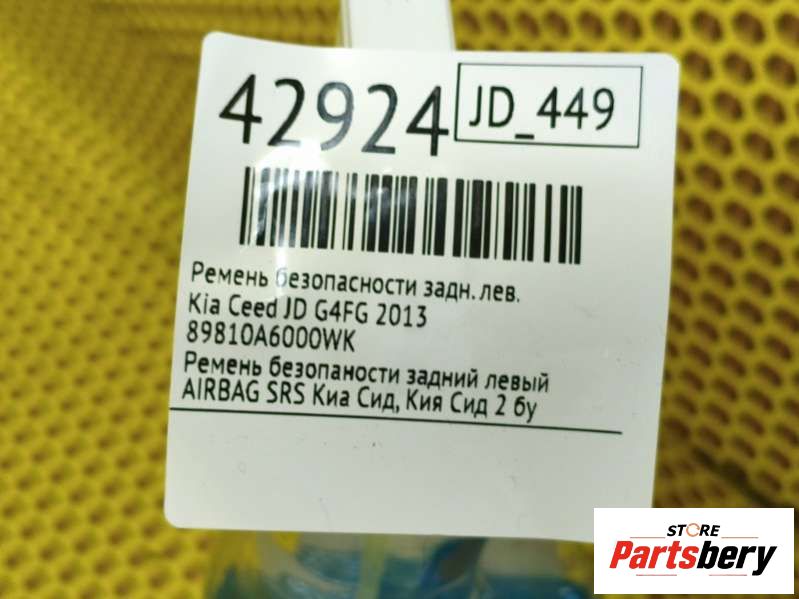 42924
JD_449
Ремень безопасности задн. лев.
Kia Ceed JD G4FG 2013
89810A6000WK
Ремень безопаности задний левый
AIRBAG SRS Киа Сид, Кия Сид 2 бу
STORE
Partsbery